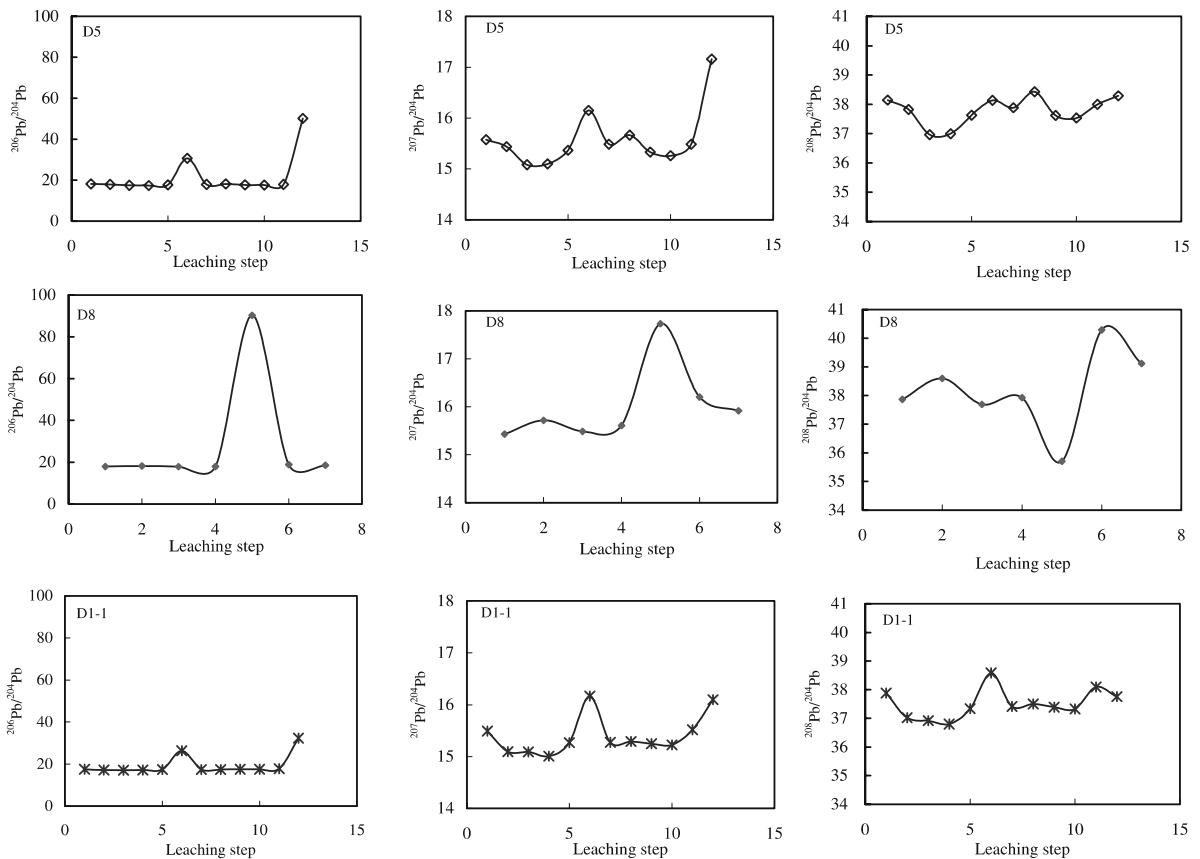 D5
100
80
60
40
20
0
²⁰⁶Pb/²⁰⁴Pb
0 5 10 15
Leaching step
D5
18
17
16
15
14
²⁰⁷Pb/²⁰⁴Pb
0 5 10 15
Leaching step
D5
41
40
39
38
37
36
35
34
²⁰⁸Pb/²⁰⁴Pb
0 5 10 15
Leaching step
D8
100
80
60
40
20
0
²⁰⁶Pb/²⁰⁴Pb
0 2 4 6 8
Leaching step
D8
18
17
16
15
14
²⁰⁷Pb/²⁰⁴Pb
0 2 4 6 8
Leaching step
D8
41
40
39
38
37
36
35
34
²⁰⁸Pb/²⁰⁴Pb
0 2 4 6 8
Leaching step
D1-1
100
80
60
40
20
0
²⁰⁶Pb/²⁰⁴Pb
0 5 10 15
Leaching step
D1-1
18
17
16
15
14
²⁰⁷Pb/²⁰⁴Pb
0 5 10 15
Leaching step
D1-1
41
40
39
38
37
36
35
34
²⁰⁸Pb/²⁰⁴Pb
0 5 10 15
Leaching step